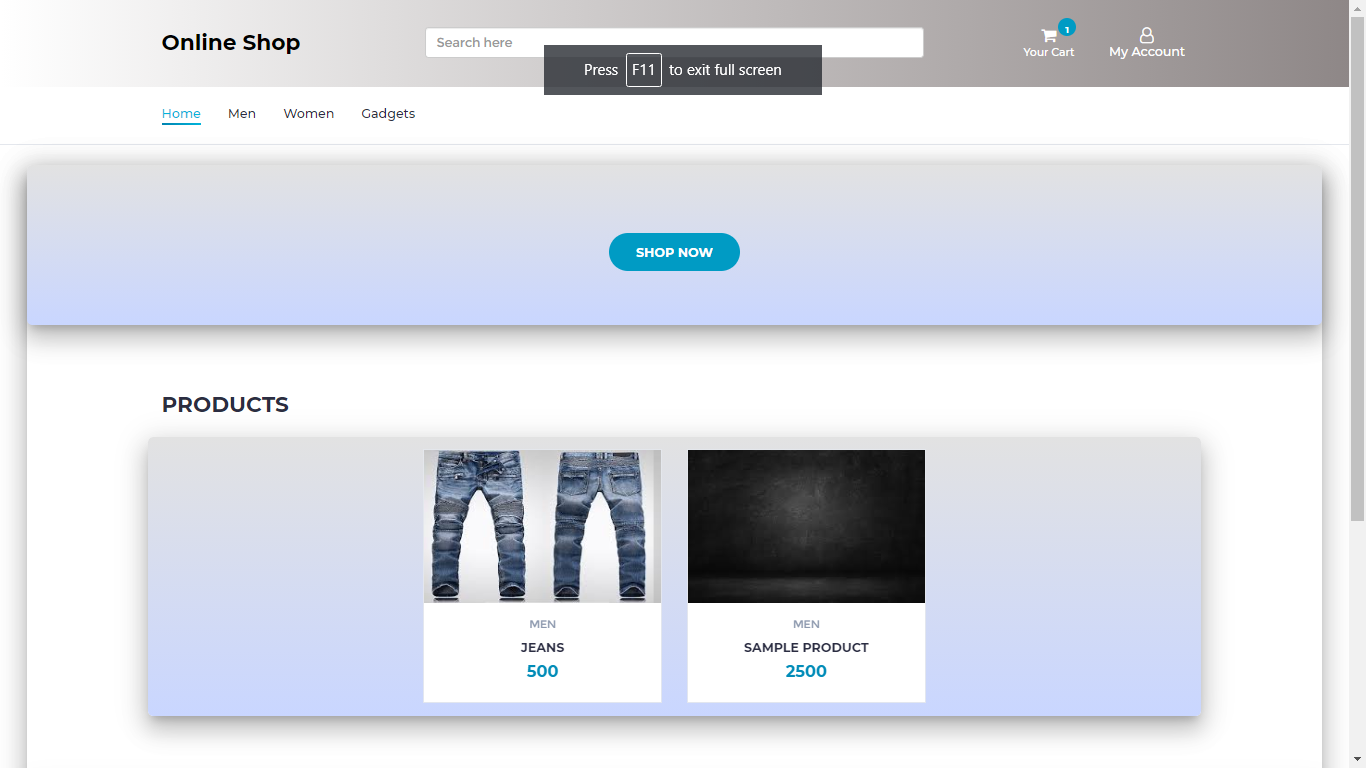 Online Shop
Search here
1
Your Cart
My Account
Press F11 to exit full screen
Home Men Women Gadgets
SHOP NOW
PRODUCTS
MEN
JEANS
500
MEN
SAMPLE PRODUCT
2500